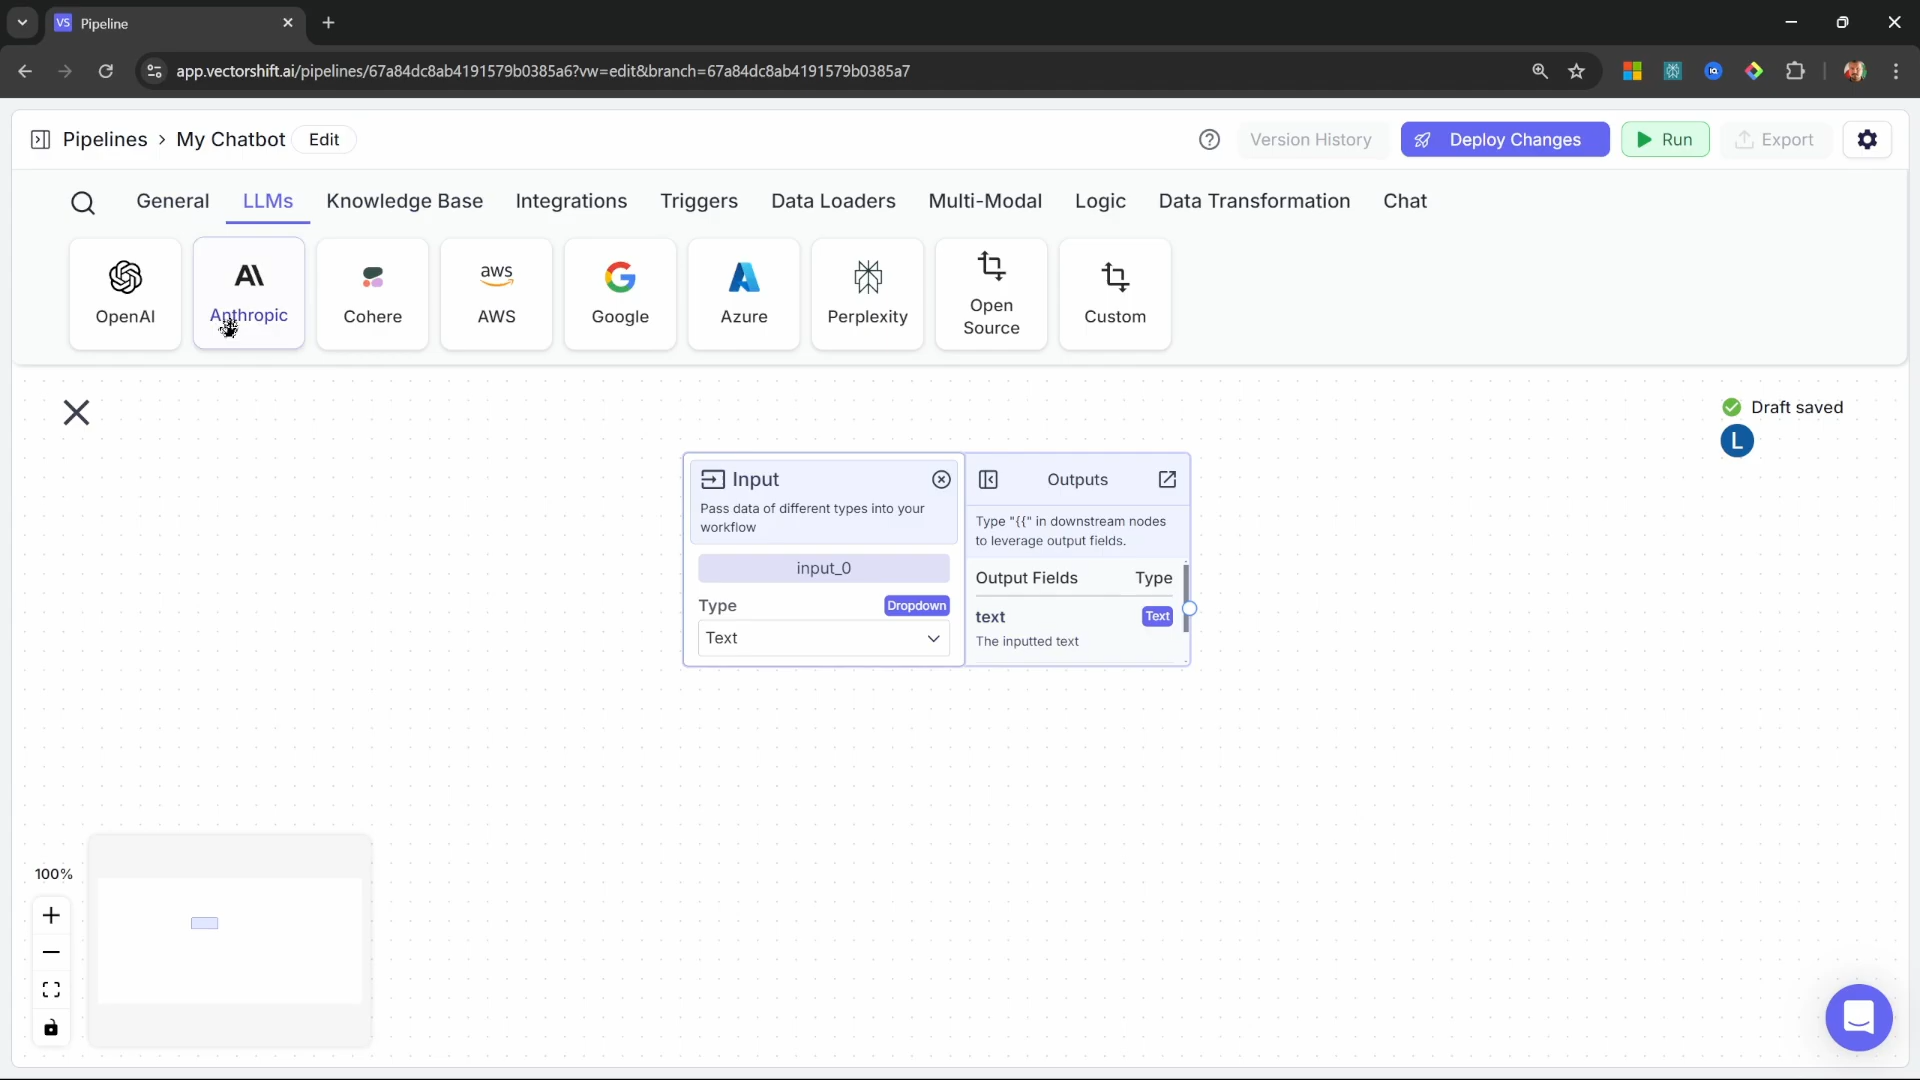 VS Pipeline
app.vectorshift.ai/pipelines/67a84dc8ab4191579b0385a6?vw=edit&branch=67a84dc8ab4191579b0385a7
Pipelines > My Chatbot Edit
Version History Deploy Changes Run Export
General LLMs Knowledge Base Integrations Triggers Data Loaders Multi-Modal Logic Data Transformation Chat
OpenAI
Anthropic
Cohere
aws
AWS
Google
Azure
Perplexity
Open
Source
Custom
Draft saved
L
Input
Pass data of different types into your
workflow
input_0
Type Dropdown
Text
Outputs
Type "{{" in downstream nodes
to leverage output fields.
Output Fields Type
text Text
The inputted text
100%